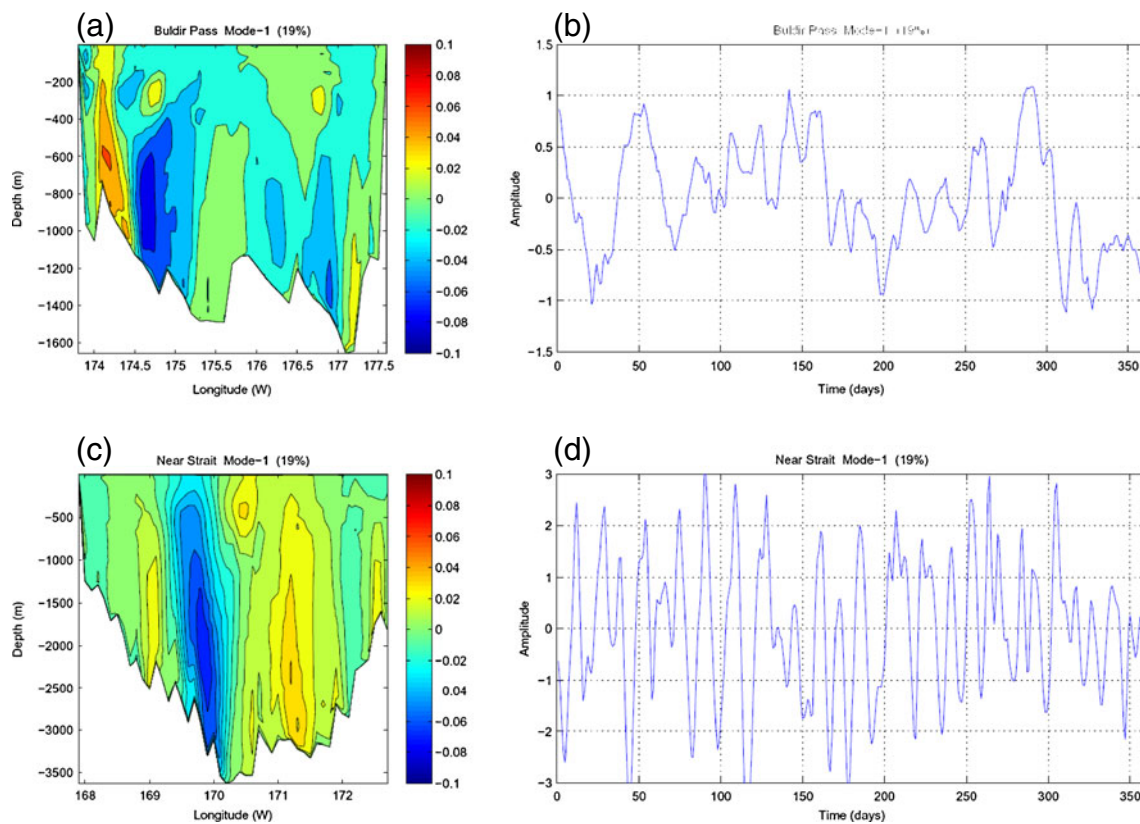 (a)
Buldir Pass Mode-1 (19%)
Depth (m)
-200
-400
-600
-800
-1000
-1200
-1400
-1600
174 174.5 175 175.5 176 176.5 177 177.5
Longitude (W)
0.1
0.08
0.06
0.04
0.02
0
-0.02
-0.04
-0.06
-0.08
-0.1
(b)
Buldir Pass Mode-1 (19%)
Amplitude
1.5
1
0.5
0
-0.5
-1
-1.5
0 50 100 150 200 250 300 350
Time (days)
(c)
Near Strait Mode-1 (19%)
Depth (m)
-500
-1000
-1500
-2000
-2500
-3000
-3500
168 169 170 171 172
Longitude (W)
0.1
0.08
0.06
0.04
0.02
0
-0.02
-0.04
-0.06
-0.08
-0.1
(d)
Near Strait Mode-1 (19%)
Amplitude
3
2
1
0
-1
-2
-3
0 50 100 150 200 250 300 350
Time (days)